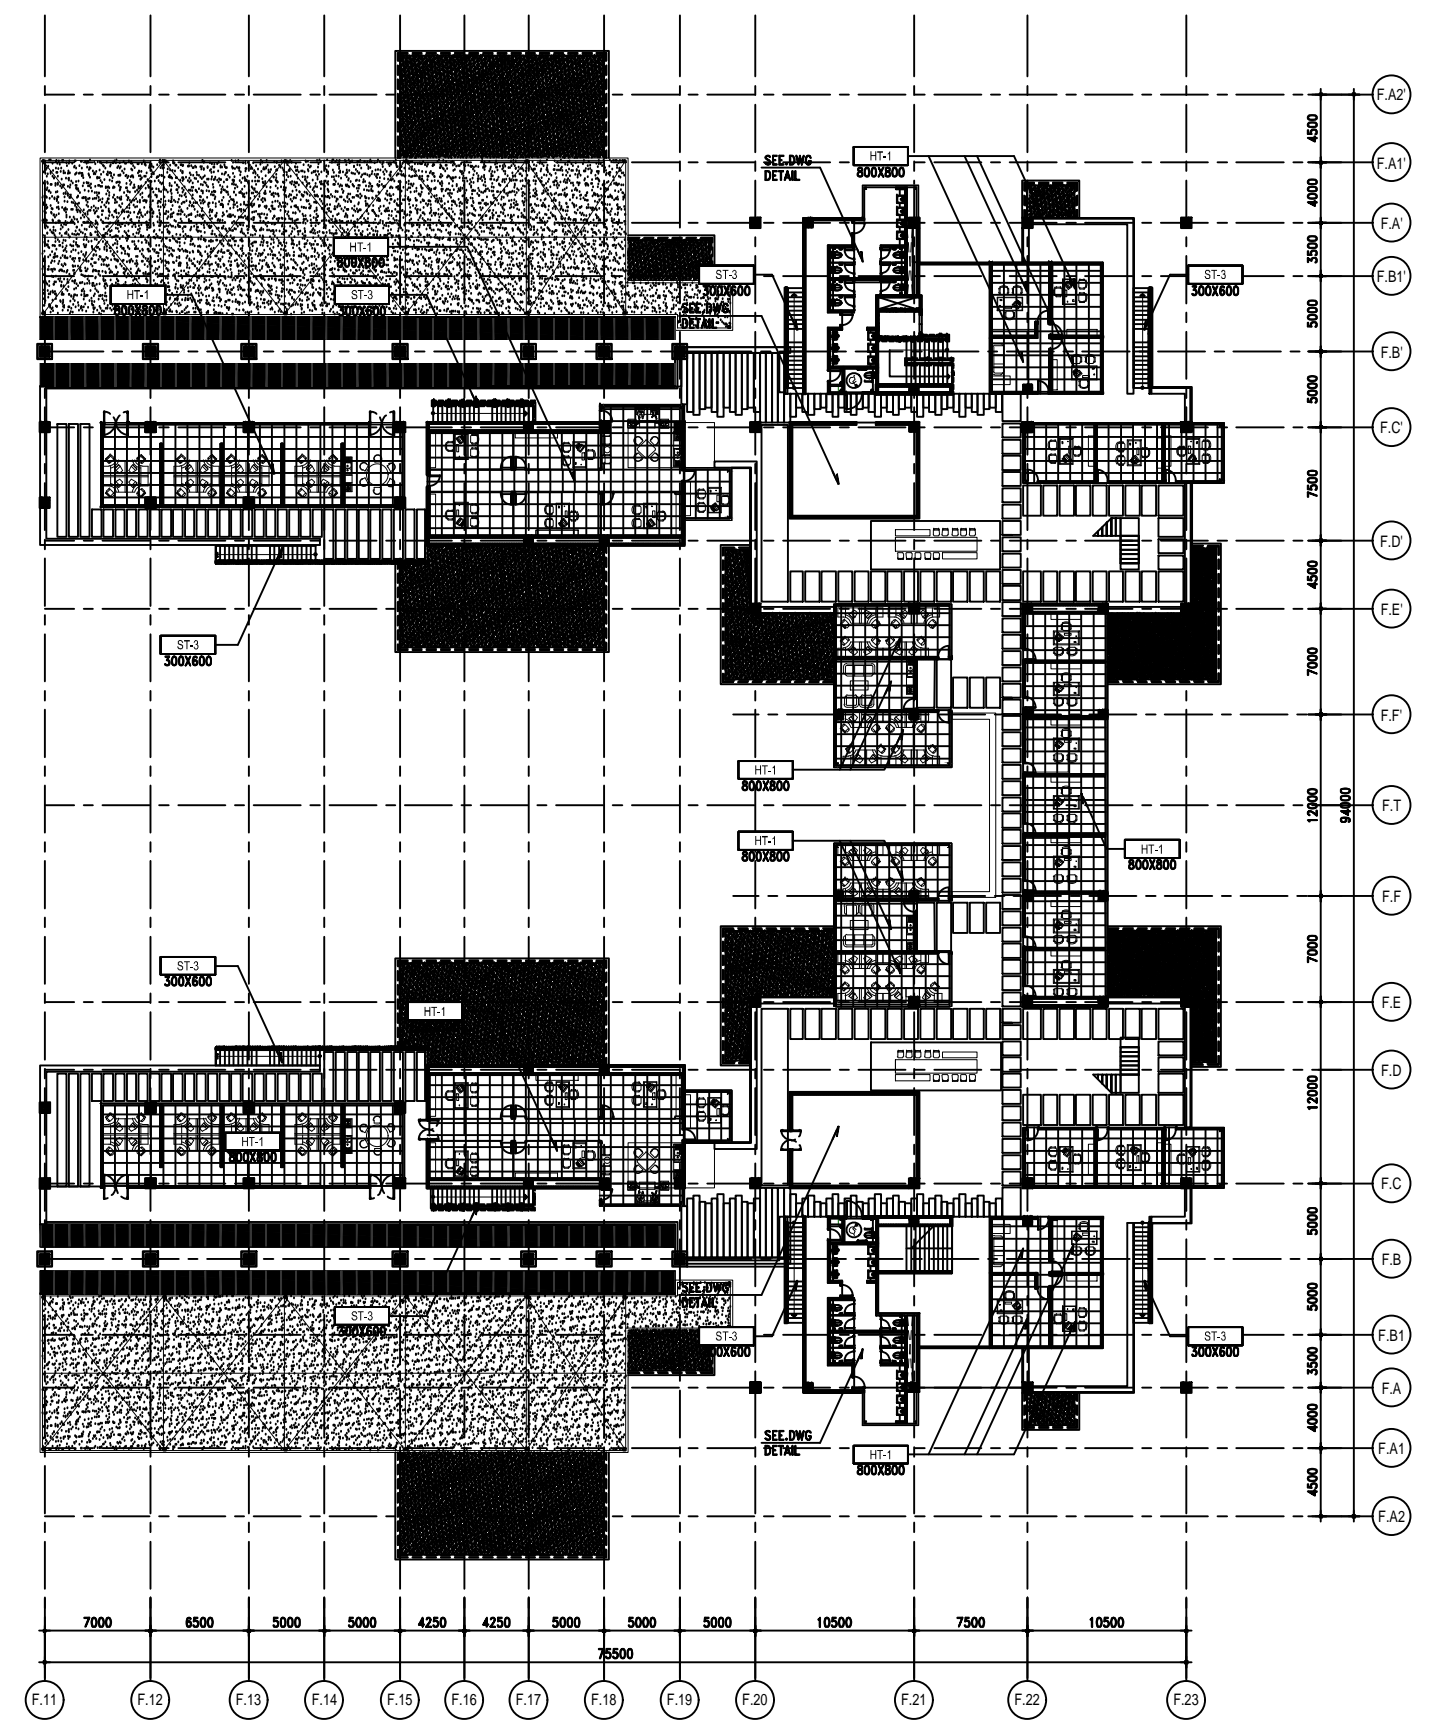 F.A2'
4500
F.A1'
SEE.DWG
DETAIL
HT-1
800X800
4000
F.A'
3500
HT-1
800X800
F.B1'
ST-3
300X600
ST-3
300X600
HT-1
800X800
ST-3
300X600
SEE.DWG
DETAIL
5000
F.B'
5000
F.C'
7500
F.D'
4500
F.E'
ST-3
300X600
7000
F.F'
HT-1
800X800
12000
94000
F.T
HT-1
800X800
HT-1
800X800
F.F
7000
ST-3
300X600
F.E
HT-1
F.D
12000
HT-1
800X800
F.C
5000
F.B
SEE.DWG
DETAIL
5000
ST-3
300X600
ST-3
300X600
ST-3
300X600
F.B1
3500
F.A
4000
SEE.DWG
DETAIL
HT-1
800X800
F.A1
4500
F.A2
7000 6500 5000 5000 4250 4250 5000 5000 5000 10500 7500 10500
75500
F.11 F.12 F.13 F.14 F.15 F.16 F.17 F.18 F.19 F.20 F.21 F.22 F.23